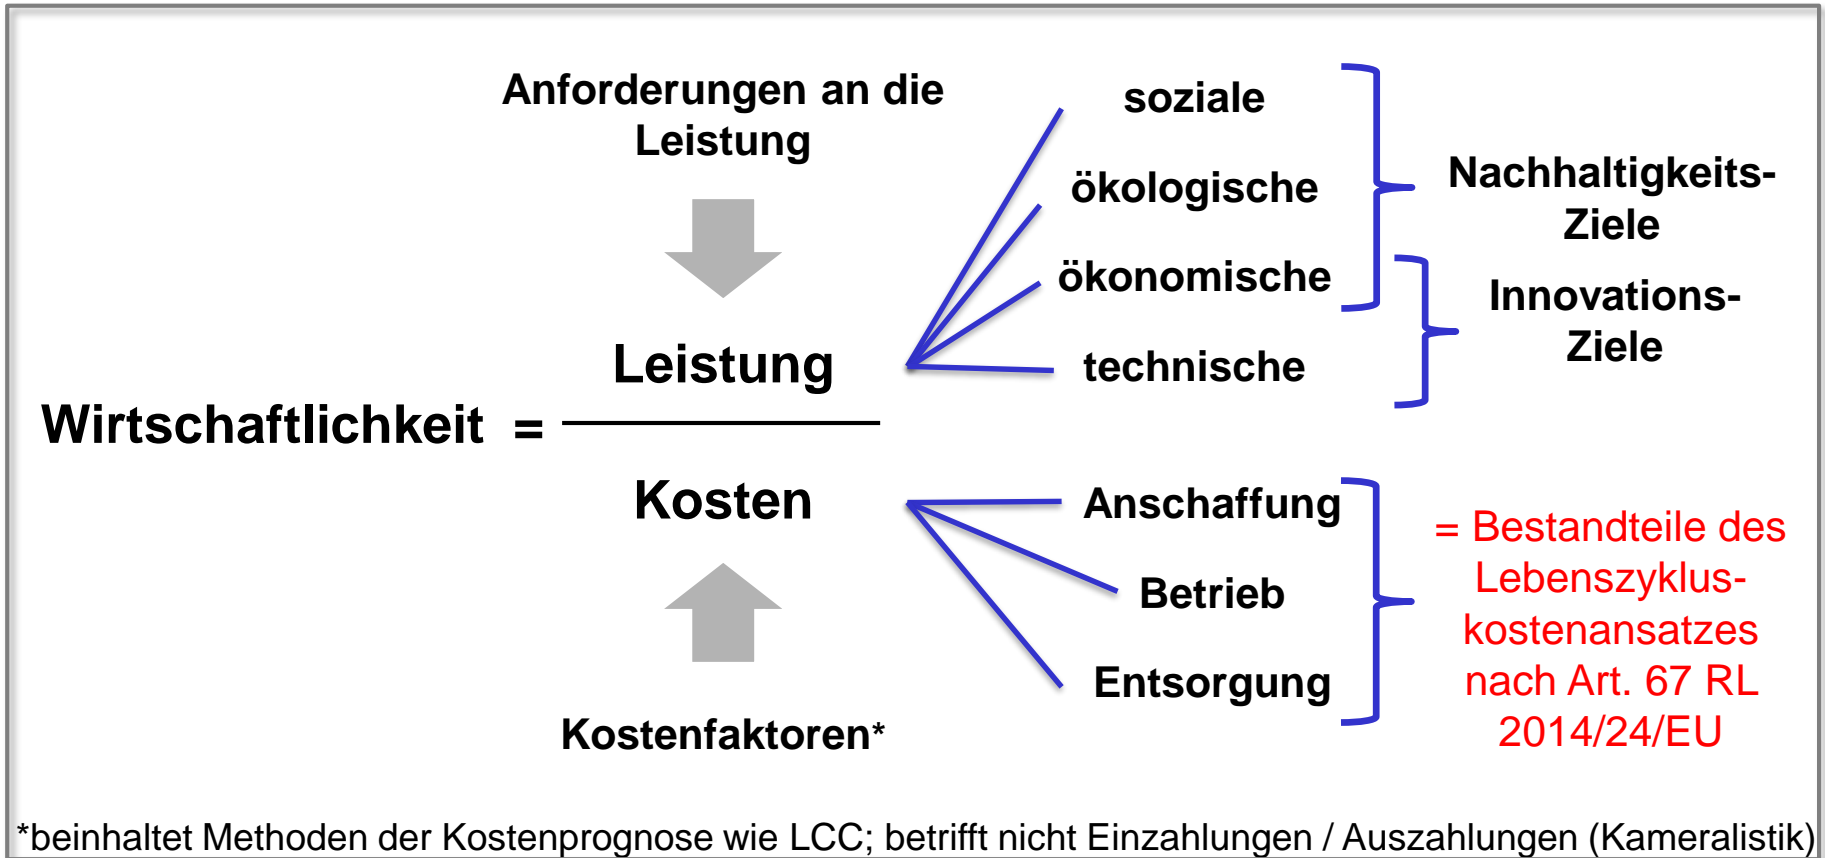 Anforderungen an die
Leistung
soziale
ökologische
ökonomische
technische
Nachhaltigkeits-
Ziele
Innovations-
Ziele
Wirtschaftlichkeit =
Leistung
Kosten
Anschaffung
Betrieb
Entsorgung
= Bestandteile des
Lebenszyklus-
kostenansatzes
nach Art. 67 RL
2014/24/EU
Kostenfaktoren*
*beinhaltet Methoden der Kostenprognose wie LCC; betrifft nicht Einzahlungen / Auszahlungen (Kameralistik)